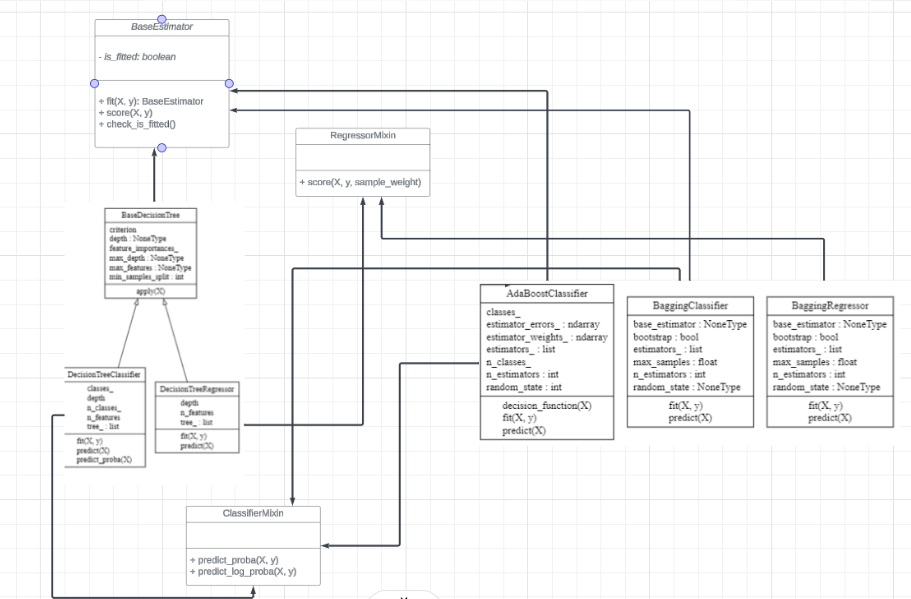 BaseEstimator
- is_fitted: boolean
+ fit(X, y): BaseEstimator
+ score(X, y)
+ check_is_fitted()
RegressorMixin
+ score(X, y, sample_weight)
BaseDecisionTree
criterion
depth : NoneType
feature_importances_
max_depth : NoneType
max_features : NoneType
min_samples_split : int
apply(X)
DecisionTreeClassifier
classes_
depth
n_classes_
n_features
tree_ : list
fit(X, y)
predict(X)
predict_proba(X)
DecisionTreeRegressor
depth
n_features
tree_ : list
fit(X, y)
predict(X)
AdaBoostClassifier
classes_
estimator_errors_ : ndarray
estimator_weights_ : ndarray
estimators_ : list
n_classes_
n_estimators : int
random_state : int
decision_function(X)
fit(X, y)
predict(X)
BaggingClassifier
base_estimator : NoneType
bootstrap : bool
estimators_ : list
max_samples : float
n_estimators : int
random_state : NoneType
fit(X, y)
predict(X)
BaggingRegressor
base_estimator : NoneType
bootstrap : bool
estimators_ : list
max_samples : float
n_estimators : int
random_state : NoneType
fit(X, y)
predict(X)
ClassifierMixin
+ predict_proba(X, y)
+ predict_log_proba(X, y)